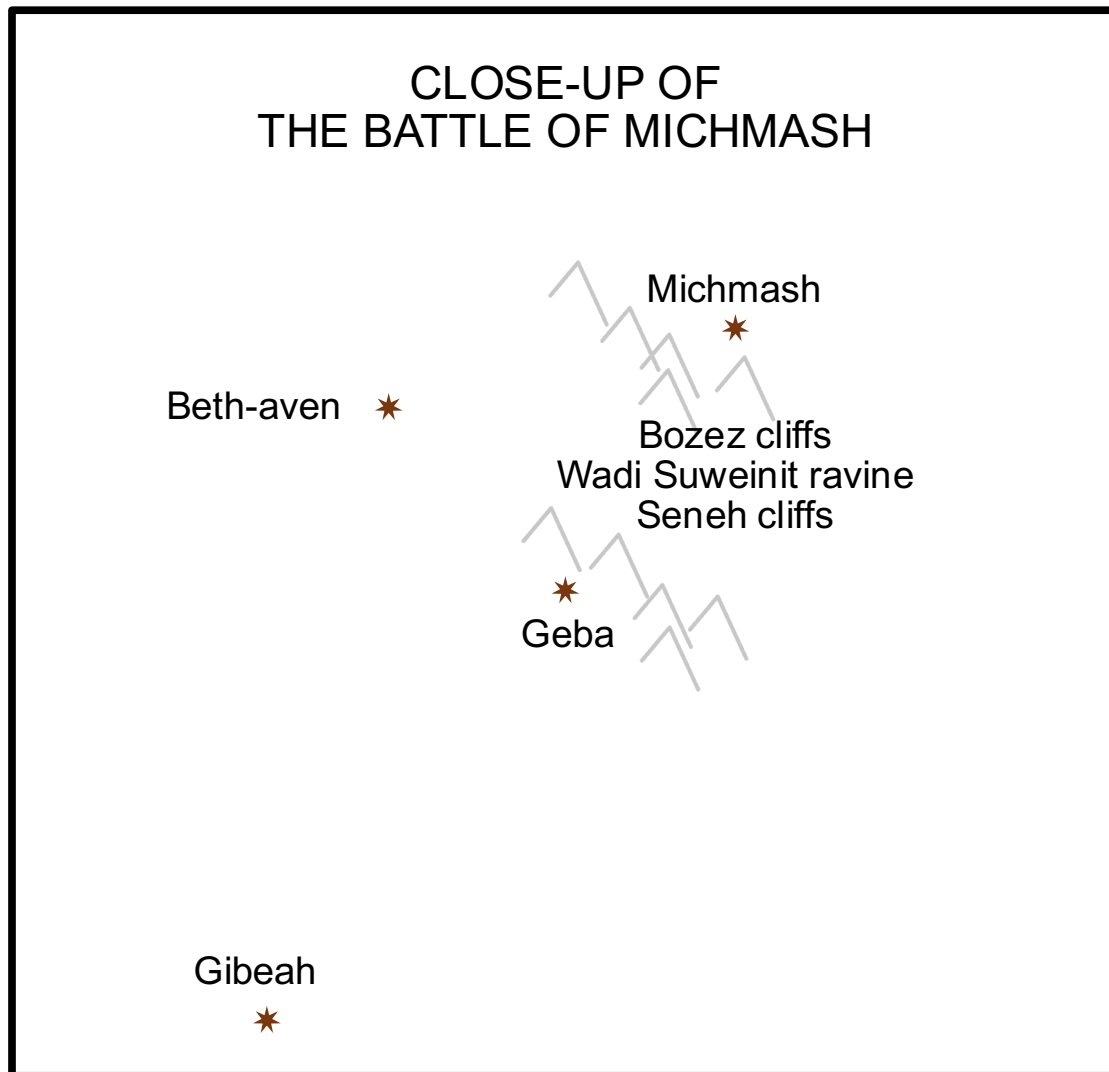 CLOSE-UP OF
THE BATTLE OF MICHMASH
Michmash
Beth-aven
Bozez cliffs
Wadi Suweinit ravine
Seneh cliffs
Geba
Gibeah